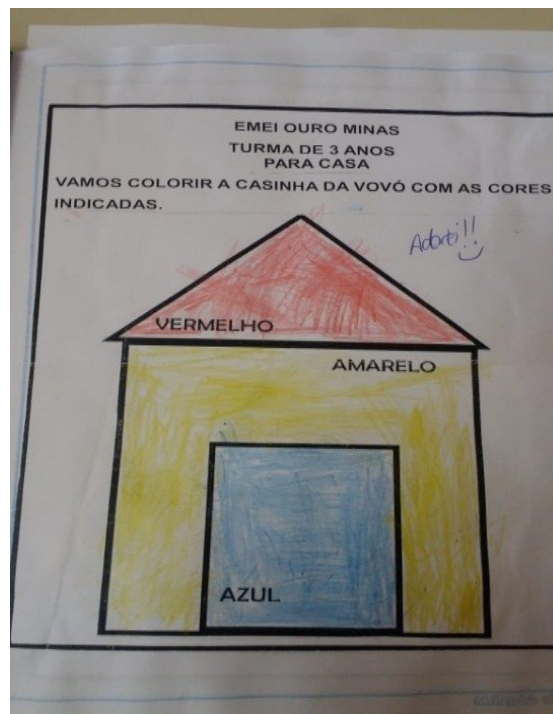 EMEI OURO MINAS
TURMA DE 3 ANOS
PARA CASA
VAMOS COLORIR A CASINHA DA VOVÓ COM AS CORES
INDICADAS.
Adorei!!
VERMELHO
AMARELO
AZUL